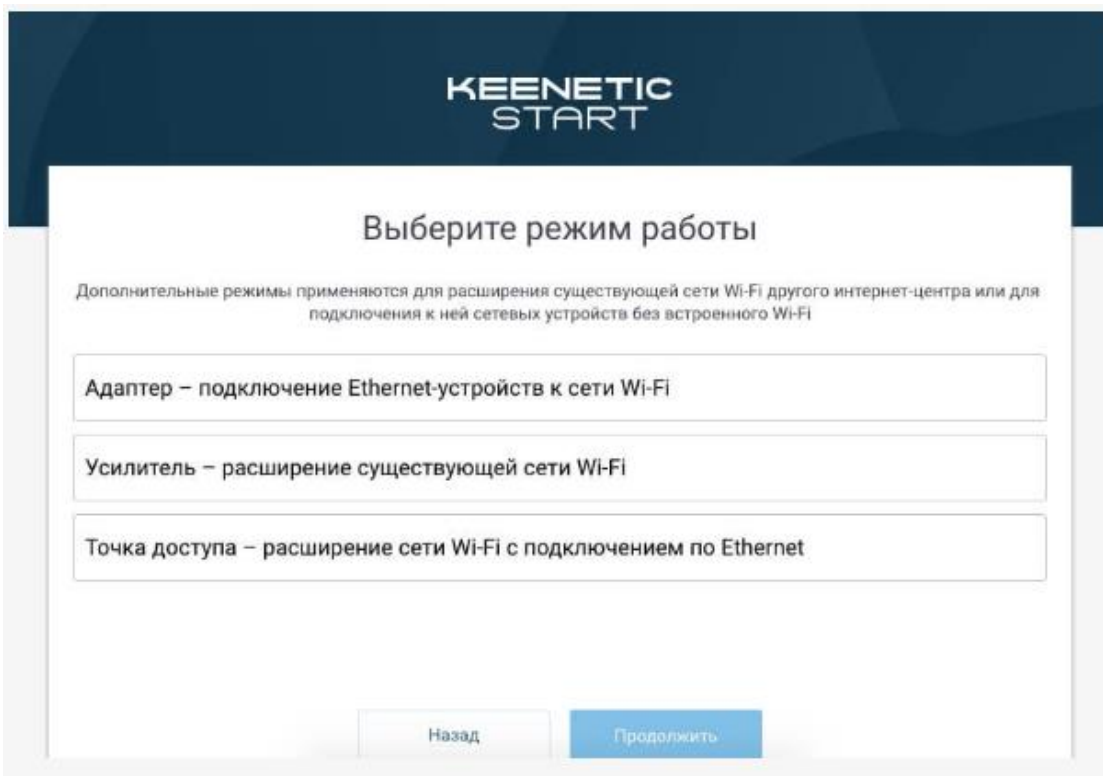 KEENETIC
START
Выберите режим работы
Дополнительные режимы применяются для расширения существующей сети Wi-Fi другого интернет-центра или для
подключения к ней сетевых устройств без встроенного Wi-Fi
Адаптер – подключение Ethernet-устройств к сети Wi-Fi
Усилитель – расширение существующей сети Wi-Fi
Точка доступа – расширение сети Wi-Fi с подключением по Ethernet
Назад
Продолжить